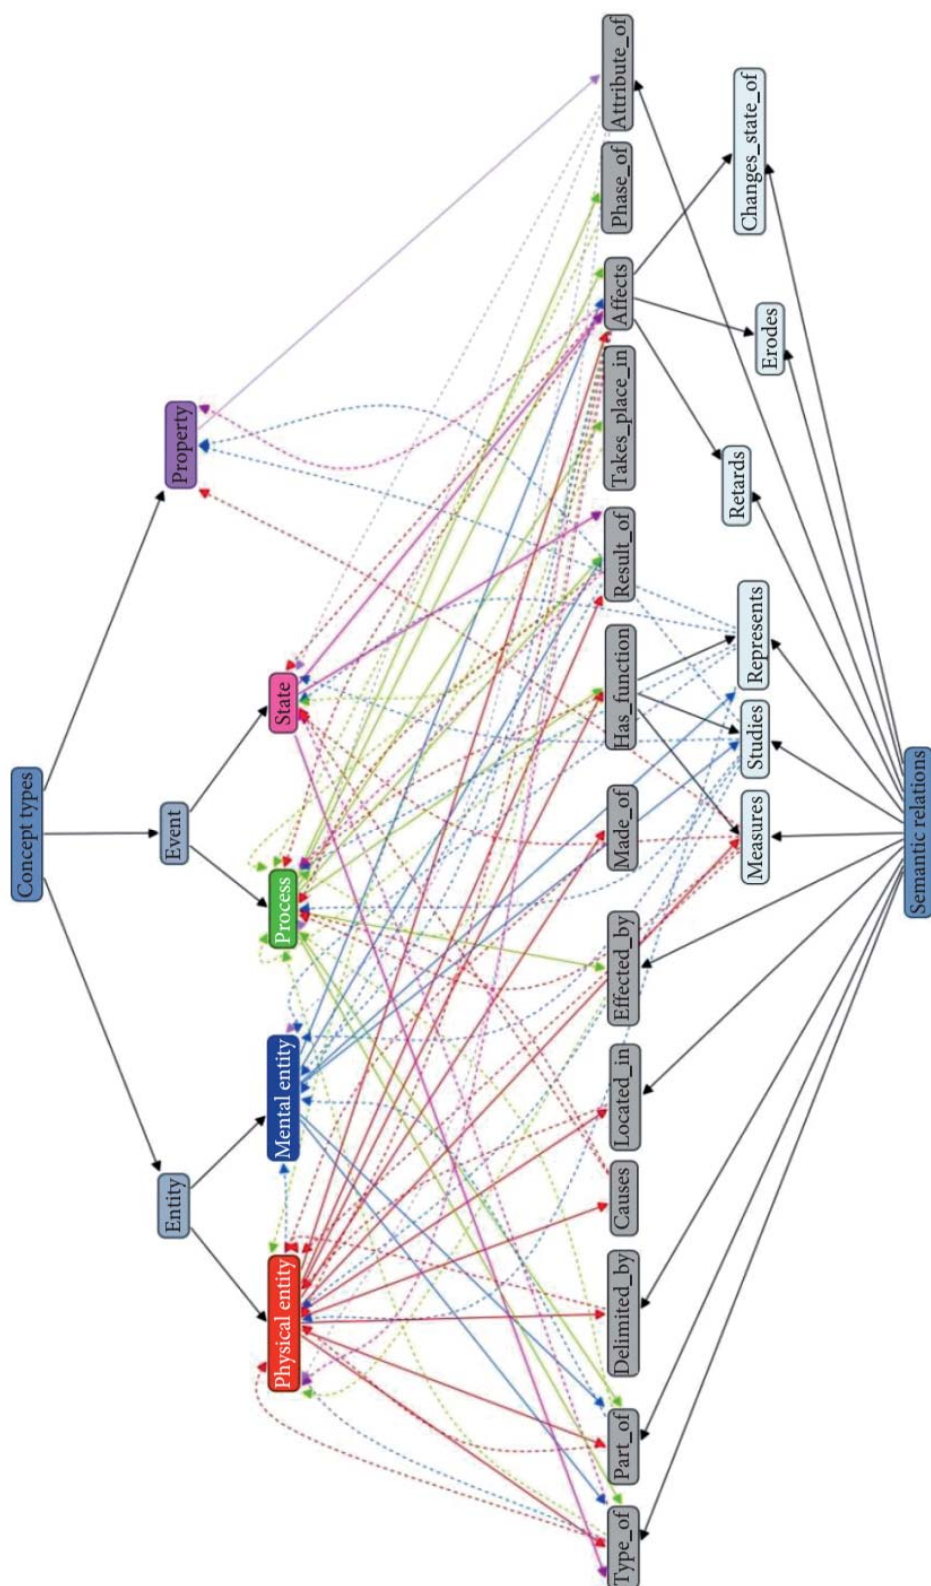 Concept types
Entity
Event
Property
Physical entity
Mental entity
Process
State
Type_of
Part_of
Delimited_by
Causes
Located_in
Effected_by
Made_of
Has_function
Result_of
Takes_place_in
Affects
Phase_of
Attribute_of
Measures
Studies
Represents
Retards
Erodes
Changes_state_of
Semantic relations